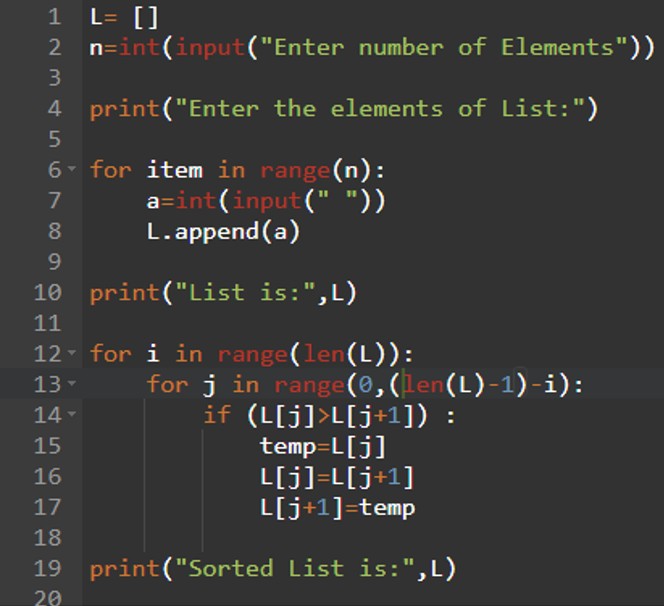 1 L= []
2 n=int(input("Enter number of Elements"))
3
4 print("Enter the elements of List:")
5
6 for item in range(n):
7     a=int(input(" "))
8     L.append(a)
9
10 print("List is:",L)
11
12 for i in range(len(L)):
13     for j in range(0,(len(L)-1)-i):
14         if (L[j]>L[j+1]) :
15             temp=L[j]
16             L[j]=L[j+1]
17             L[j+1]=temp
18
19 print("Sorted List is:",L)
20